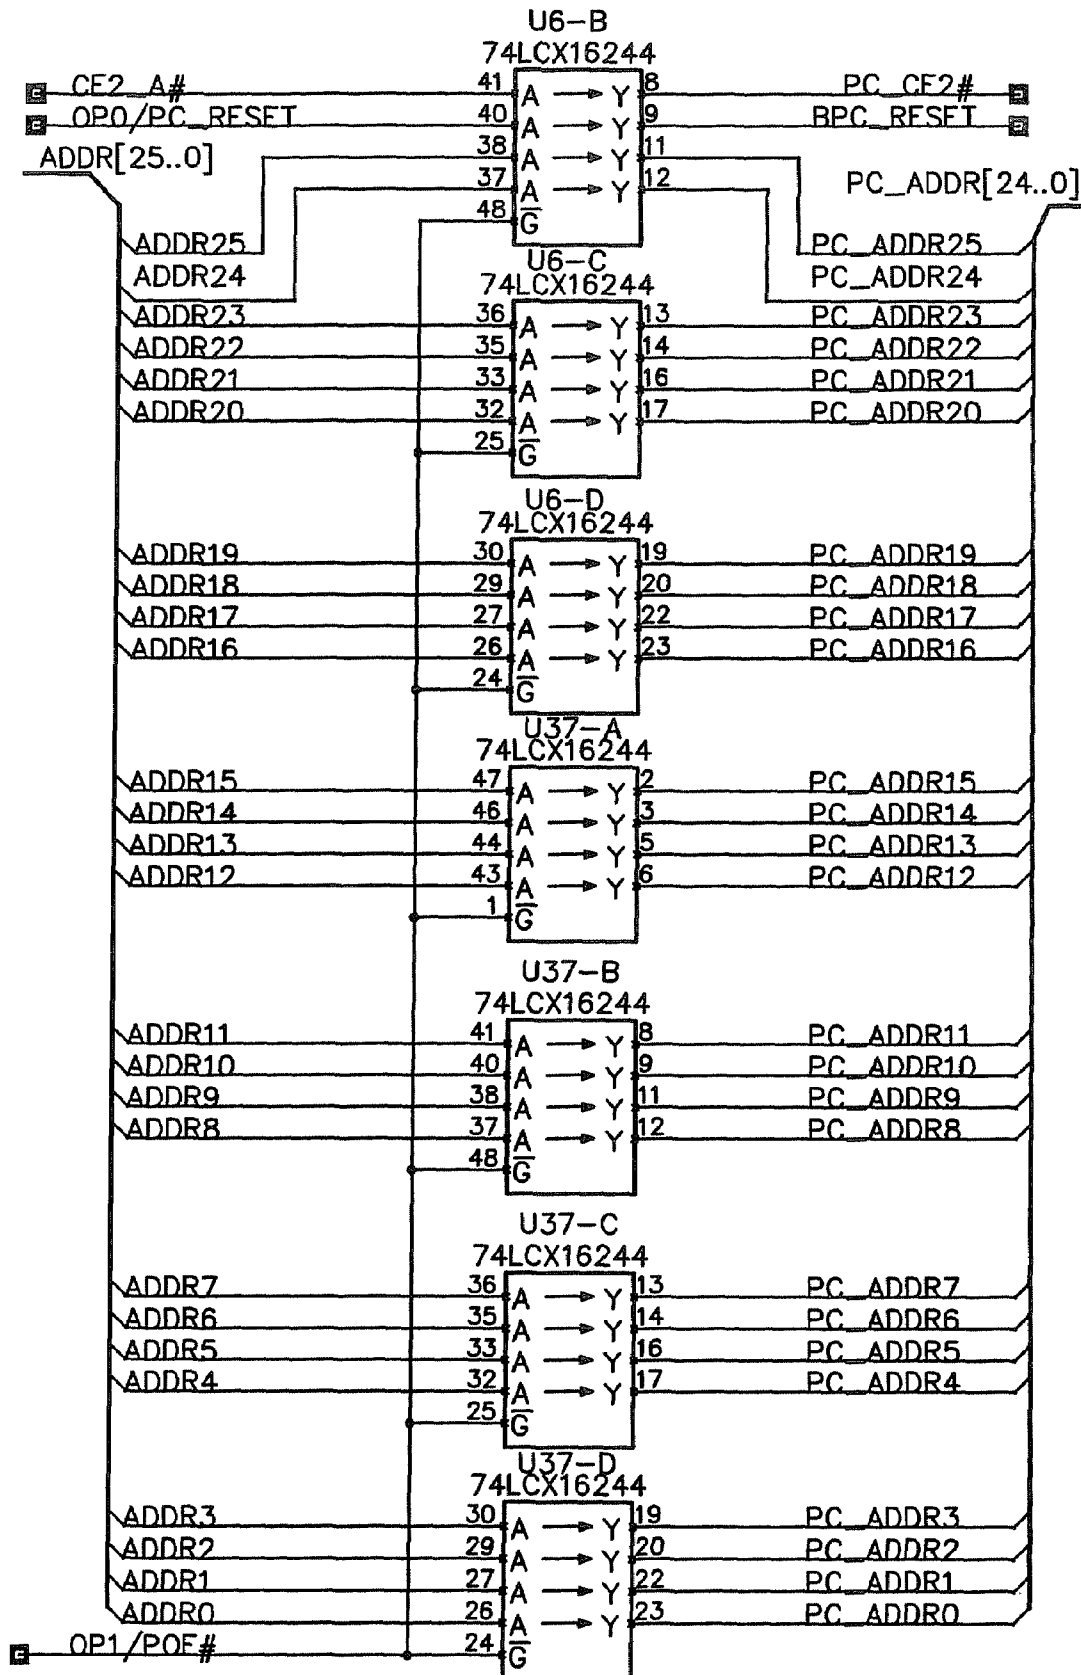 U6-B
74LCX16244
CE2_A# 41 A Y 8 PC_CE2#
OP0/PC_RESET 40 A Y 9 BPC_RESET
ADDR[25..0] 38 A Y 11
37 A Y 12 PC_ADDR[24..0]
48 G
ADDR25 PC_ADDR25
U6-C
ADDR24 74LCX16244 PC_ADDR24
ADDR23 36 A Y 13 PC_ADDR23
ADDR22 35 A Y 14 PC_ADDR22
ADDR21 33 A Y 16 PC_ADDR21
ADDR20 32 A Y 17 PC_ADDR20
25 G
U6-D
74LCX16244
ADDR19 30 A Y 19 PC_ADDR19
ADDR18 29 A Y 20 PC_ADDR18
ADDR17 27 A Y 22 PC_ADDR17
ADDR16 26 A Y 23 PC_ADDR16
24 G
U37-A
74LCX16244
ADDR15 47 A Y 2 PC_ADDR15
ADDR14 46 A Y 3 PC_ADDR14
ADDR13 44 A Y 5 PC_ADDR13
ADDR12 43 A Y 6 PC_ADDR12
1 G
U37-B
74LCX16244
ADDR11 41 A Y 8 PC_ADDR11
ADDR10 40 A Y 9 PC_ADDR10
ADDR9 38 A Y 11 PC_ADDR9
ADDR8 37 A Y 12 PC_ADDR8
48 G
U37-C
74LCX16244
ADDR7 36 A Y 13 PC_ADDR7
ADDR6 35 A Y 14 PC_ADDR6
ADDR5 33 A Y 16 PC_ADDR5
ADDR4 32 A Y 17 PC_ADDR4
25 G
U37-D
74LCX16244
ADDR3 30 A Y 19 PC_ADDR3
ADDR2 29 A Y 20 PC_ADDR2
ADDR1 27 A Y 22 PC_ADDR1
ADDR0 26 A Y 23 PC_ADDR0
OP1/POE# 24 G